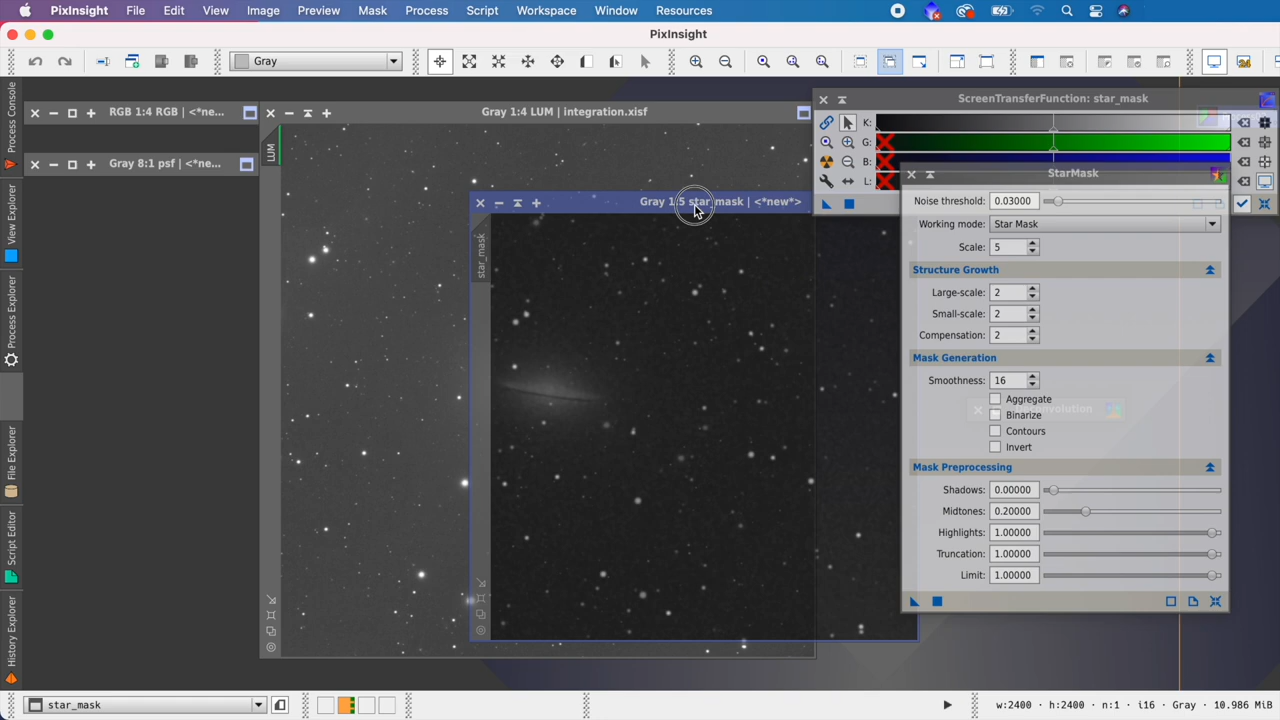 PixInsight File Edit View Image Preview Mask Process Script Workspace Window Resources
PixInsight
Gray
Process Console
View Explorer
Process Explorer
File Explorer
Script Editor
History Explorer
RGB 1:4 RGB | <*ne...
Gray 8:1 psf | <*ne...
Gray 1:4 LUM | integration.xisf
LUM
Gray 1:5 star_mask | <*new*>
star_mask
ScreenTransferFunction: star_mask
K:
G:
B:
L:
StarMask
Noise threshold: 0.03000
Working mode: Star Mask
Scale: 5
Structure Growth
Large-scale: 2
Small-scale: 2
Compensation: 2
Mask Generation
Smoothness: 16
Aggregate
Binarize
Contours
Invert
Mask Preprocessing
Shadows: 0.00000
Midtones: 0.20000
Highlights: 1.00000
Truncation: 1.00000
Limit: 1.00000
star_mask
w:2400 h:2400 n:1 i16 Gray 10.986 MiB